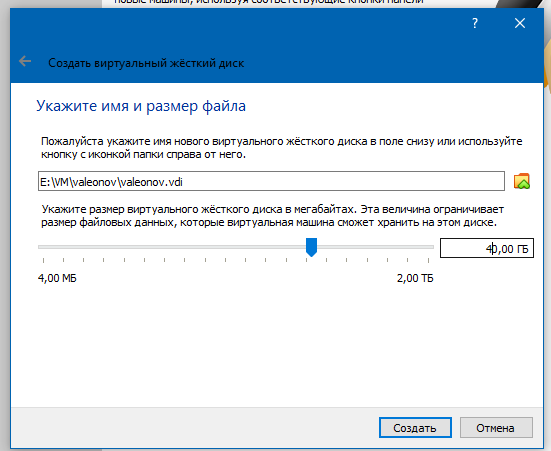 новые машины, используя соответствующие кнопки панели
?
Создать виртуальный жёсткий диск
Укажите имя и размер файла
Пожалуйста укажите имя нового виртуального жёсткого диска в поле снизу или используйте
кнопку с иконкой папки справа от него.
E:\VM\valeonov\valeonov.vdi
Укажите размер виртуального жёсткого диска в мегабайтах. Эта величина ограничивает
размер файловых данных, которые виртуальная машина сможет хранить на этом диске.
40,00 ГБ
4,00 МБ 2,00 ТБ
Создать Отмена